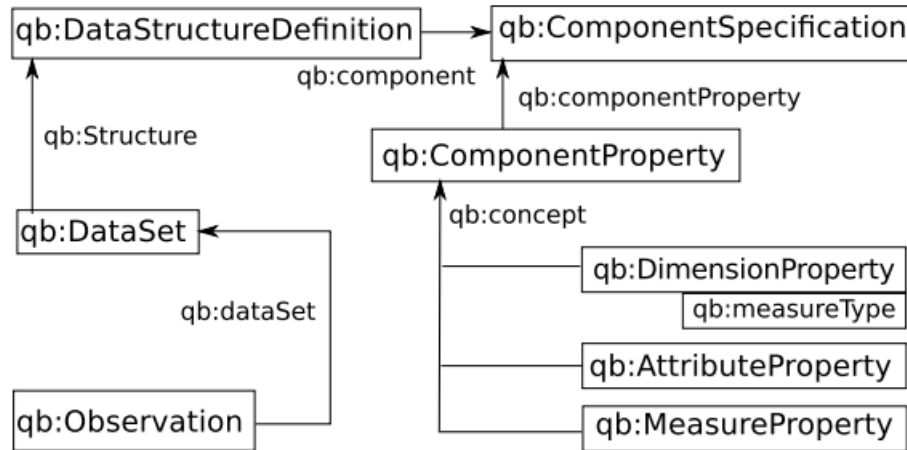 qb:DataStructureDefinition
qb:ComponentSpecification
qb:component
qb:componentProperty
qb:Structure
qb:ComponentProperty
qb:concept
qb:DataSet
qb:DimensionProperty
qb:measureType
qb:dataSet
qb:AttributeProperty
qb:Observation
qb:MeasureProperty